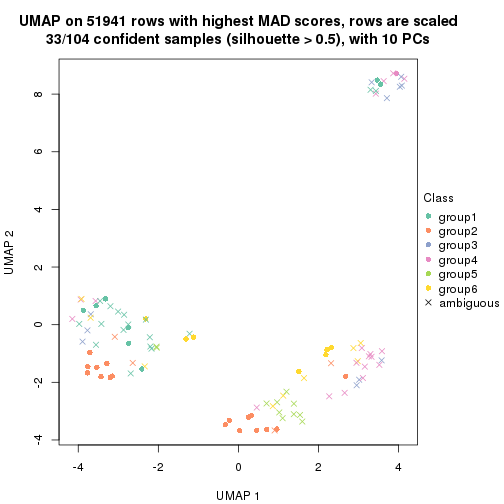 UMAP on 51941 rows with highest MAD scores, rows are scaled
33/104 confident samples (silhouette > 0.5), with 10 PCs
8
6
4
2
0
-2
-4
UMAP 2
-4
-2
0
2
4
UMAP 1
Class
group1
group2
group3
group4
group5
group6
ambiguous